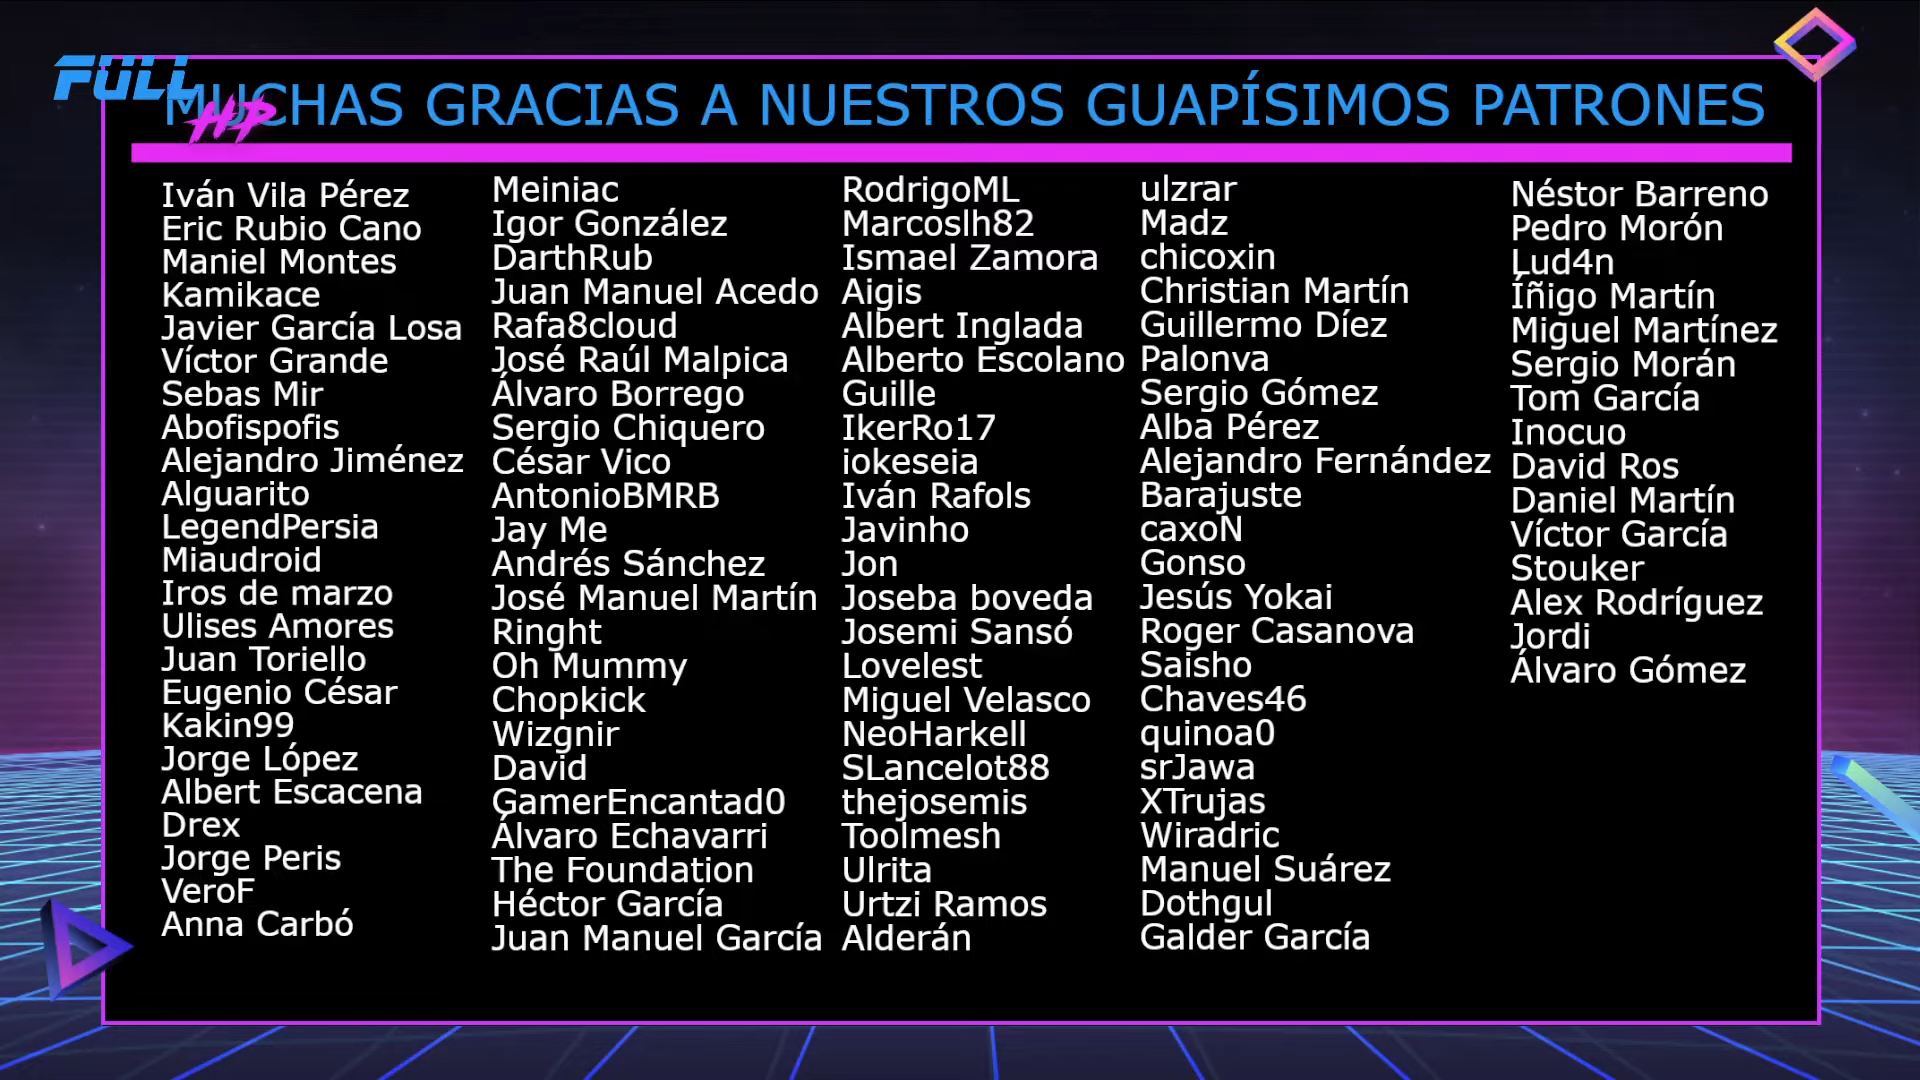 FULL
HP
MUCHAS GRACIAS A NUESTROS GUAPÍSIMOS PATRONES
Iván Vila Pérez
Eric Rubio Cano
Maniel Montes
Kamikace
Javier García Losa
Víctor Grande
Sebas Mir
Abofispofis
Alejandro Jiménez
Alguarito
LegendPersia
Miaudroid
Iros de marzo
Ulises Amores
Juan Toriello
Eugenio César
Kakin99
Jorge López
Albert Escacena
Drex
Jorge Peris
VeroF
Anna Carbó
Meiniac
Igor González
DarthRub
Juan Manuel Acedo
Rafa8cloud
José Raúl Malpica
Álvaro Borrego
Sergio Chiquero
César Vico
AntonioBMRB
Jay Me
Andrés Sánchez
José Manuel Martín
Ringht
Oh Mummy
Chopkick
Wizgnir
David
GamerEncantad0
Álvaro Echavarri
The Foundation
Héctor García
Juan Manuel García
RodrigoML
Marcoslh82
Ismael Zamora
Aigis
Albert Inglada
Alberto Escolano
Guille
IkerRo17
iokeseia
Iván Rafols
Javinho
Jon
Joseba boveda
Josemi Sansó
Lovelest
Miguel Velasco
NeoHarkell
SLancelot88
thejosemis
Toolmesh
Ulrita
Urtzi Ramos
Alderán
ulzrar
Madz
chicoxin
Christian Martín
Guillermo Díez
Palonva
Sergio Gómez
Alba Pérez
Alejandro Fernández
Barajuste
caxoN
Gonso
Jesús Yokai
Roger Casanova
Saisho
Chaves46
quinoa0
srJawa
XTrujas
Wiradric
Manuel Suárez
Dothgul
Galder García
Néstor Barreno
Pedro Morón
Lud4n
Íñigo Martín
Miguel Martínez
Sergio Morán
Tom García
Inocuo
David Ros
Daniel Martín
Víctor García
Stouker
Alex Rodríguez
Jordi
Álvaro Gómez